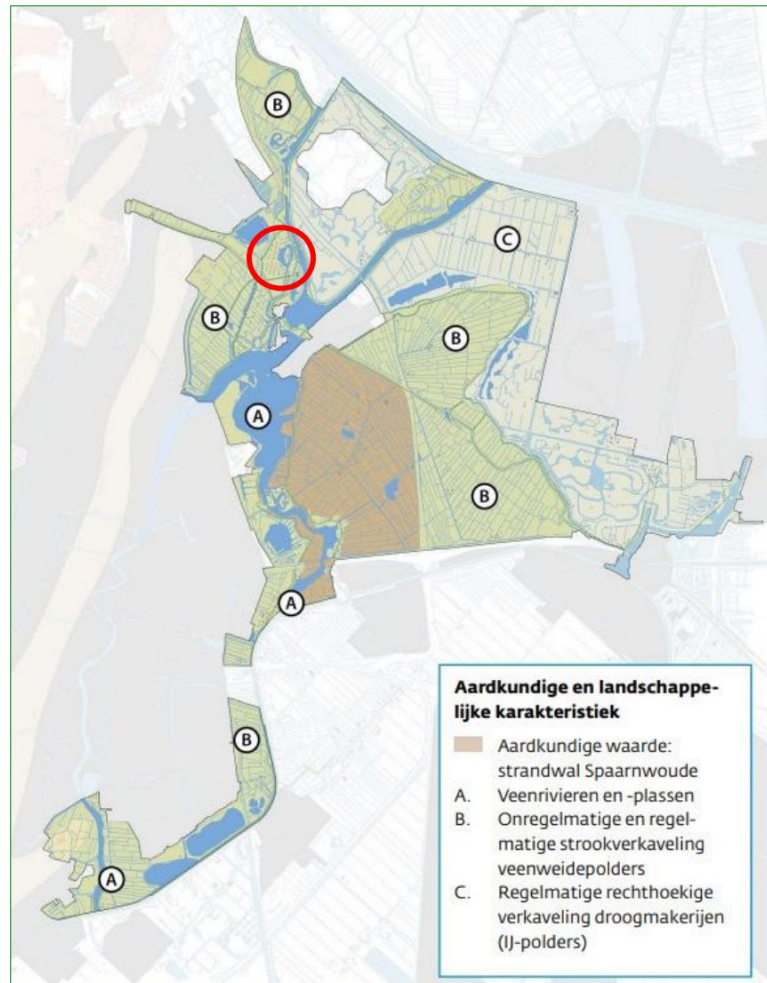 B
C
B
B
A
B
A
B
A
Aardkundige en landschappe-
lijke karakteristiek
Aardkundige waarde:
strandwal Spaarnwoude
A. Veenrivieren en -plassen
B. Onregelmatige en regel-
matige strookverkaveling
veenweidepolders
C. Regelmatige rechthoekige
verkaveling droogmakerijen
(IJ-polders)